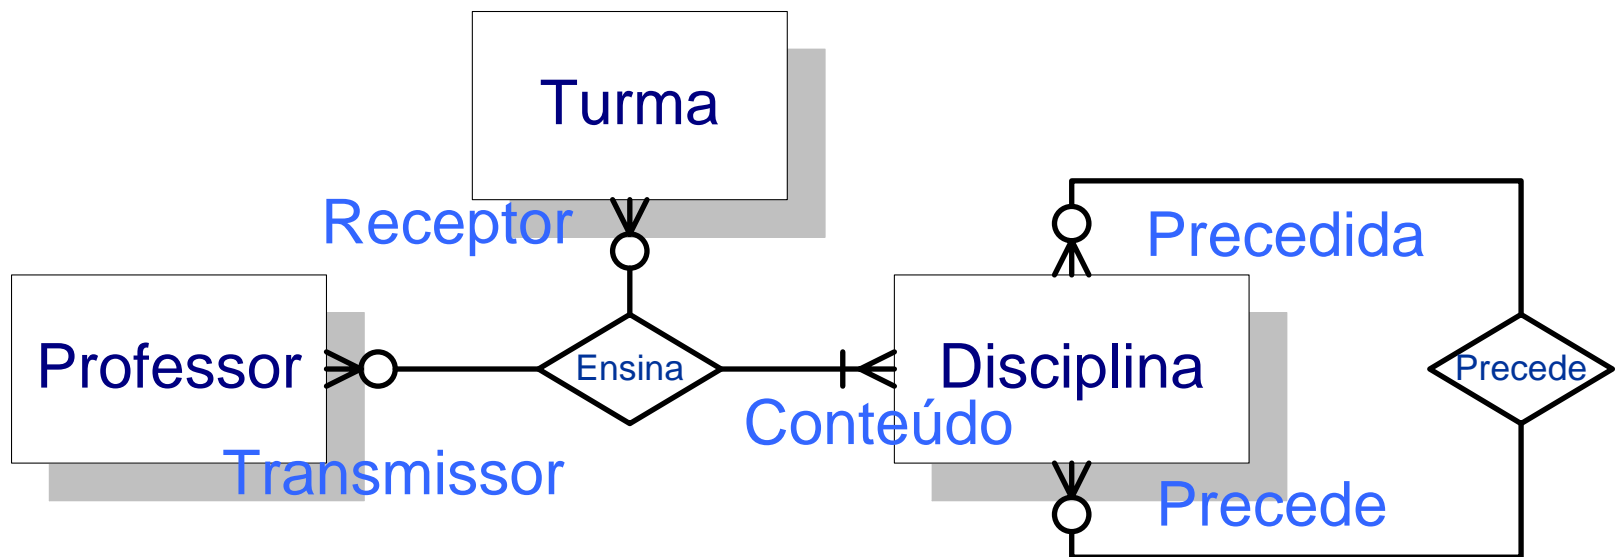 Turma
Receptor
Precedida
Professor
Ensina
Disciplina
Precede
Conteúdo
Transmissor
Precede